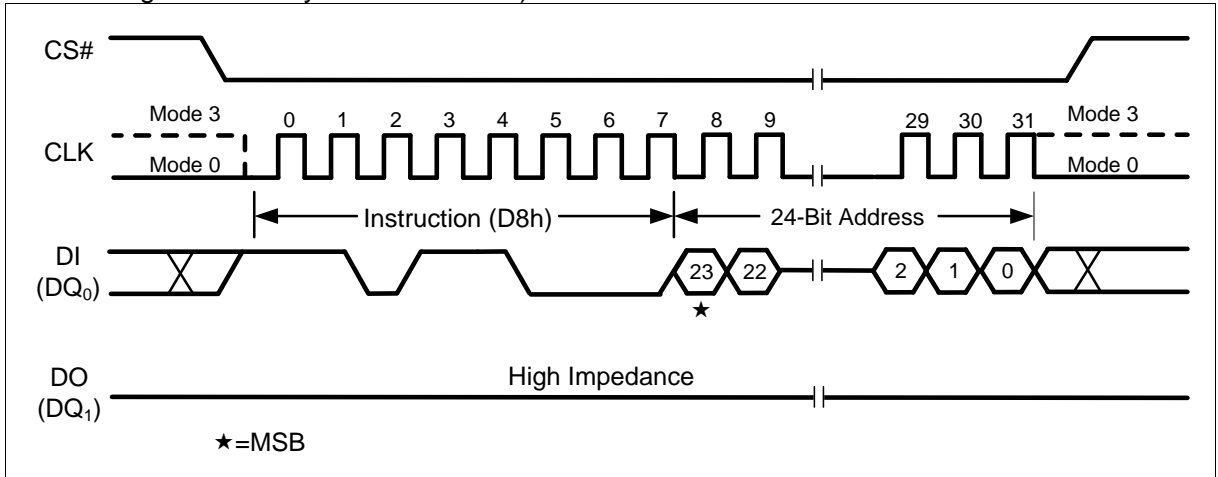 CS#
Mode 3
0 1 2 3 4 5 6 7 8 9 29 30 31
Mode 3
CLK
Mode 0
Mode 0
Instruction (D8h)
24-Bit Address
DI
(DQ0)
23 22 2 1 0
★
DO
(DQ1)
High Impedance
★=MSB